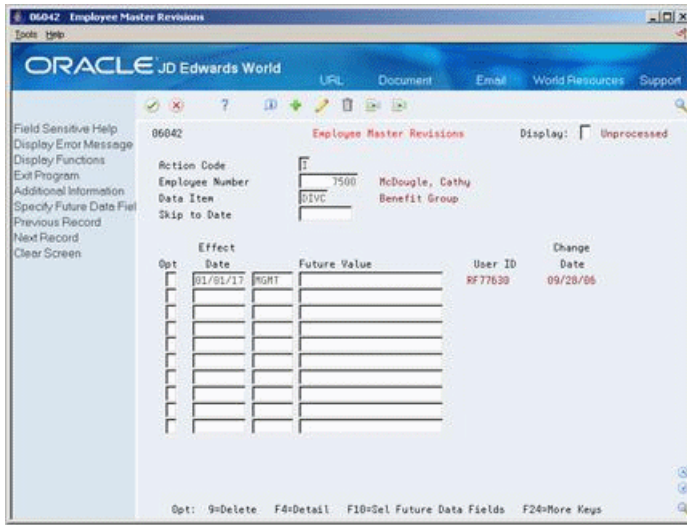 06042 Employee Master Revisions
Tools Help
ORACLE JD Edwards World
URL Document Email World Resources Support
Field Sensitive Help
Display Error Message
Display Functions
Exit Program
Additional Information
Specify Future Data Fiel
Previous Record
Next Record
Clear Screen
06042 Employee Master Revisions Display: Unprocessed
Action Code I
Employee Number 7500 McDougle, Cathy
Data Item DIVC Benefit Group
Skip to Date
Effect Change
Opt Date Future Value User ID Date
01/01/17 MGMT RF77630 09/28/06
Opt: 9=Delete F4=Detail F10=Sel Future Data Fields F24=More Keys